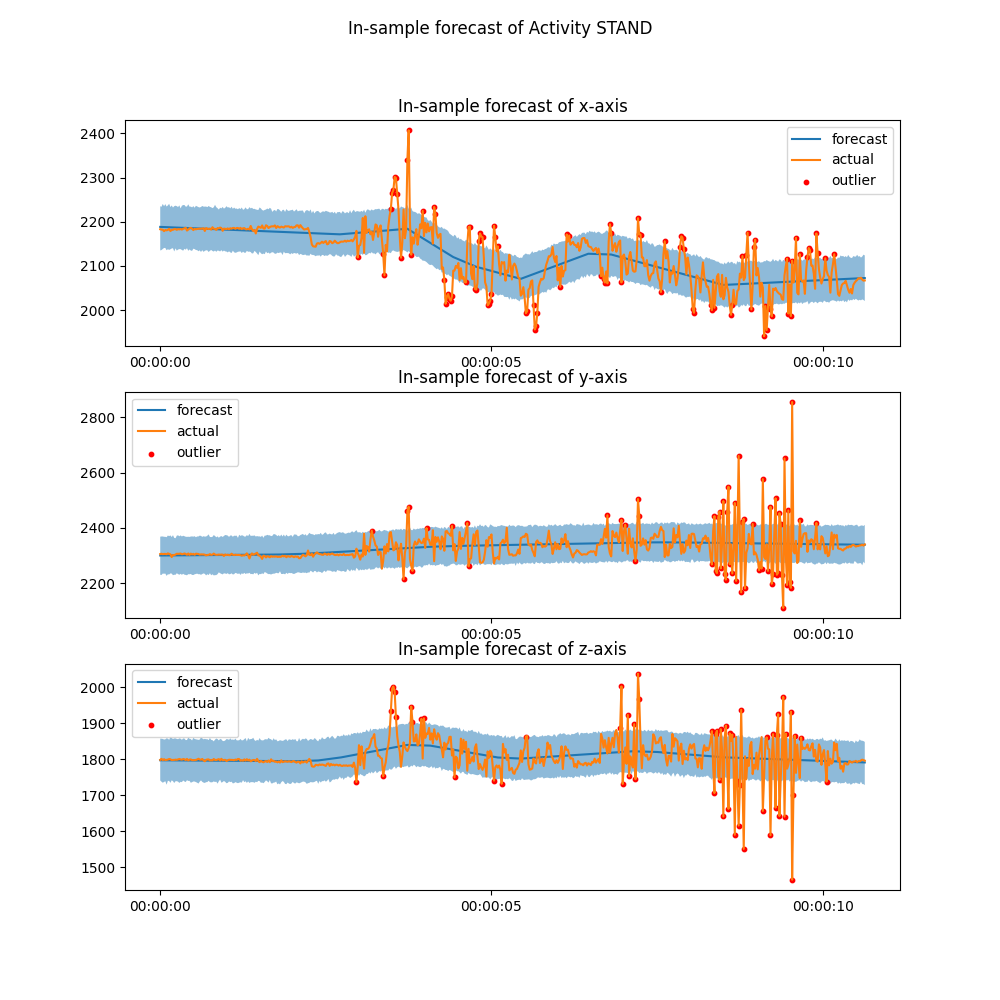 In-sample forecast of Activity STAND
In-sample forecast of x-axis
2400
2300
2200
2100
2000
forecast
actual
outlier
00:00:00 00:00:05 00:00:10
In-sample forecast of y-axis
2800
2600
2400
2200
forecast
actual
outlier
00:00:00 00:00:05 00:00:10
In-sample forecast of z-axis
2000
1900
1800
1700
1600
1500
forecast
actual
outlier
00:00:00 00:00:05 00:00:10